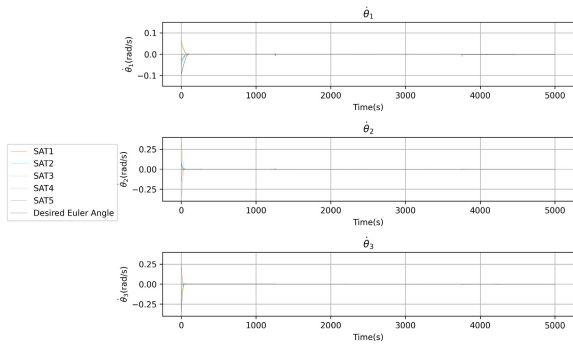 θ̇₁
0.1
0.0
−0.1
θ̇₁(rad/s)
0 1000 2000 3000 4000 5000
Time(s)
θ̇₂
0.25
0.00
−0.25
θ̇₂(rad/s)
0 1000 2000 3000 4000 5000
Time(s)
SAT1
SAT2
SAT3
SAT4
SAT5
Desired Euler Angle
θ̇₃
0.25
0.00
−0.25
θ̇₃(rad/s)
0 1000 2000 3000 4000 5000
Time(s)